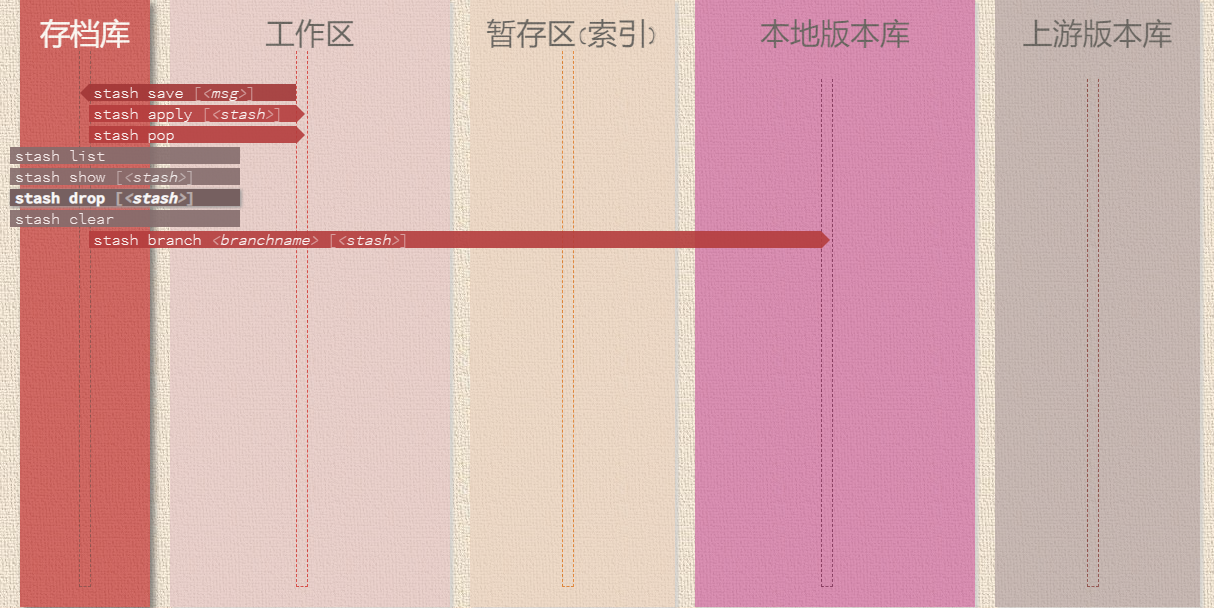 存档库
工作区
暂存区(索引)
本地版本库
上游版本库
stash save [<msg>]
stash apply [<stash>]
stash pop
stash list
stash show [<stash>]
stash drop [<stash>]
stash clear
stash branch <branchname> [<stash>]